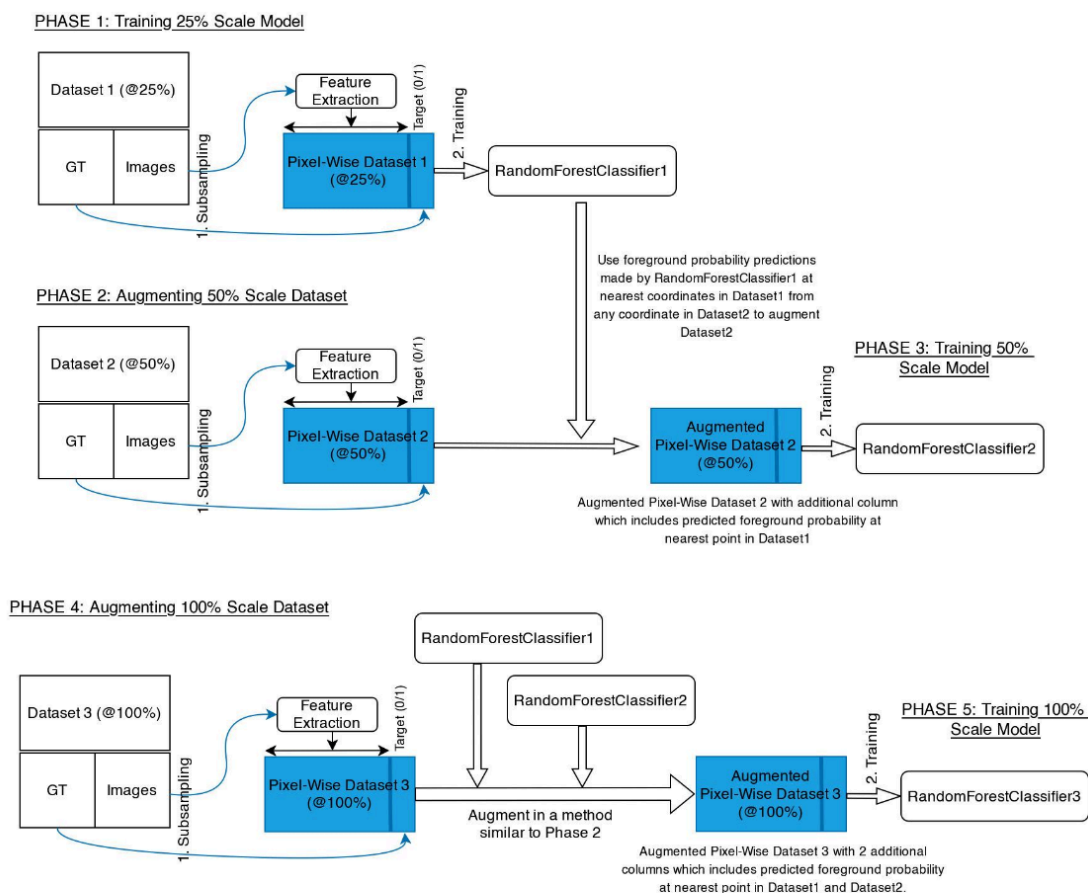 PHASE 1: Training 25% Scale Model
Dataset 1 (@25%)
GT
Images
1. Subsampling
Feature
Extraction
Target (0/1)
Pixel-Wise Dataset 1
(@25%)
2. Training
RandomForestClassifier1
Use foreground probability predictions
made by RandomForestClassifier1 at
nearest coordinates in Dataset1 from
any coordinate in Dataset2 to augment
Dataset2
PHASE 2: Augmenting 50% Scale Dataset
Dataset 2 (@50%)
GT
Images
1. Subsampling
Feature
Extraction
Target (0/1)
Pixel-Wise Dataset 2
(@50%)
Augmented
Pixel-Wise Dataset 2
(@50%)
Augmented Pixel-Wise Dataset 2 with additional column
which includes predicted foreground probability at
nearest point in Dataset1
PHASE 3: Training 50%
Scale Model
2. Training
RandomForestClassifier2
PHASE 4: Augmenting 100% Scale Dataset
Dataset 3 (@100%)
GT
Images
1. Subsampling
Feature
Extraction
Target (0/1)
Pixel-Wise Dataset 3
(@100%)
RandomForestClassifier1
RandomForestClassifier2
Augment in a method
similar to Phase 2
Augmented
Pixel-Wise Dataset 3
(@100%)
Augmented Pixel-Wise Dataset 3 with 2 additional
columns which includes predicted foreground probability
at nearest point in Dataset1 and Dataset2.
PHASE 5: Training 100%
Scale Model
2. Training
RandomForestClassifier3